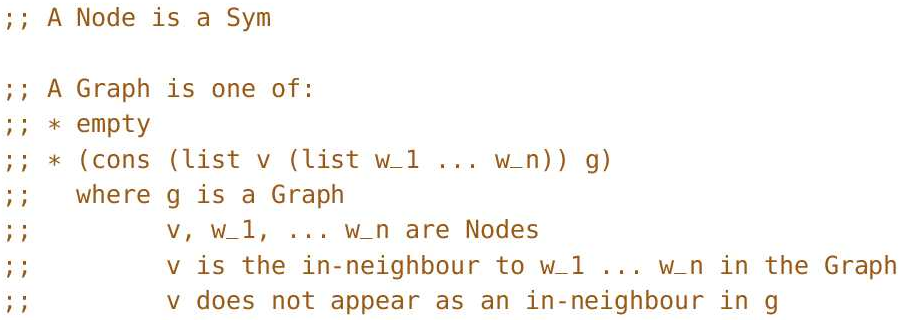 ;; A Node is a Sym
;; A Graph is one of:
;; * empty
;; * (cons (list v (list w_1 ... w_n)) g)
;;   where g is a Graph
;;         v, w_1, ... w_n are Nodes
;;         v is the in-neighbour to w_1 ... w_n in the Graph
;;         v does not appear as an in-neighbour in g